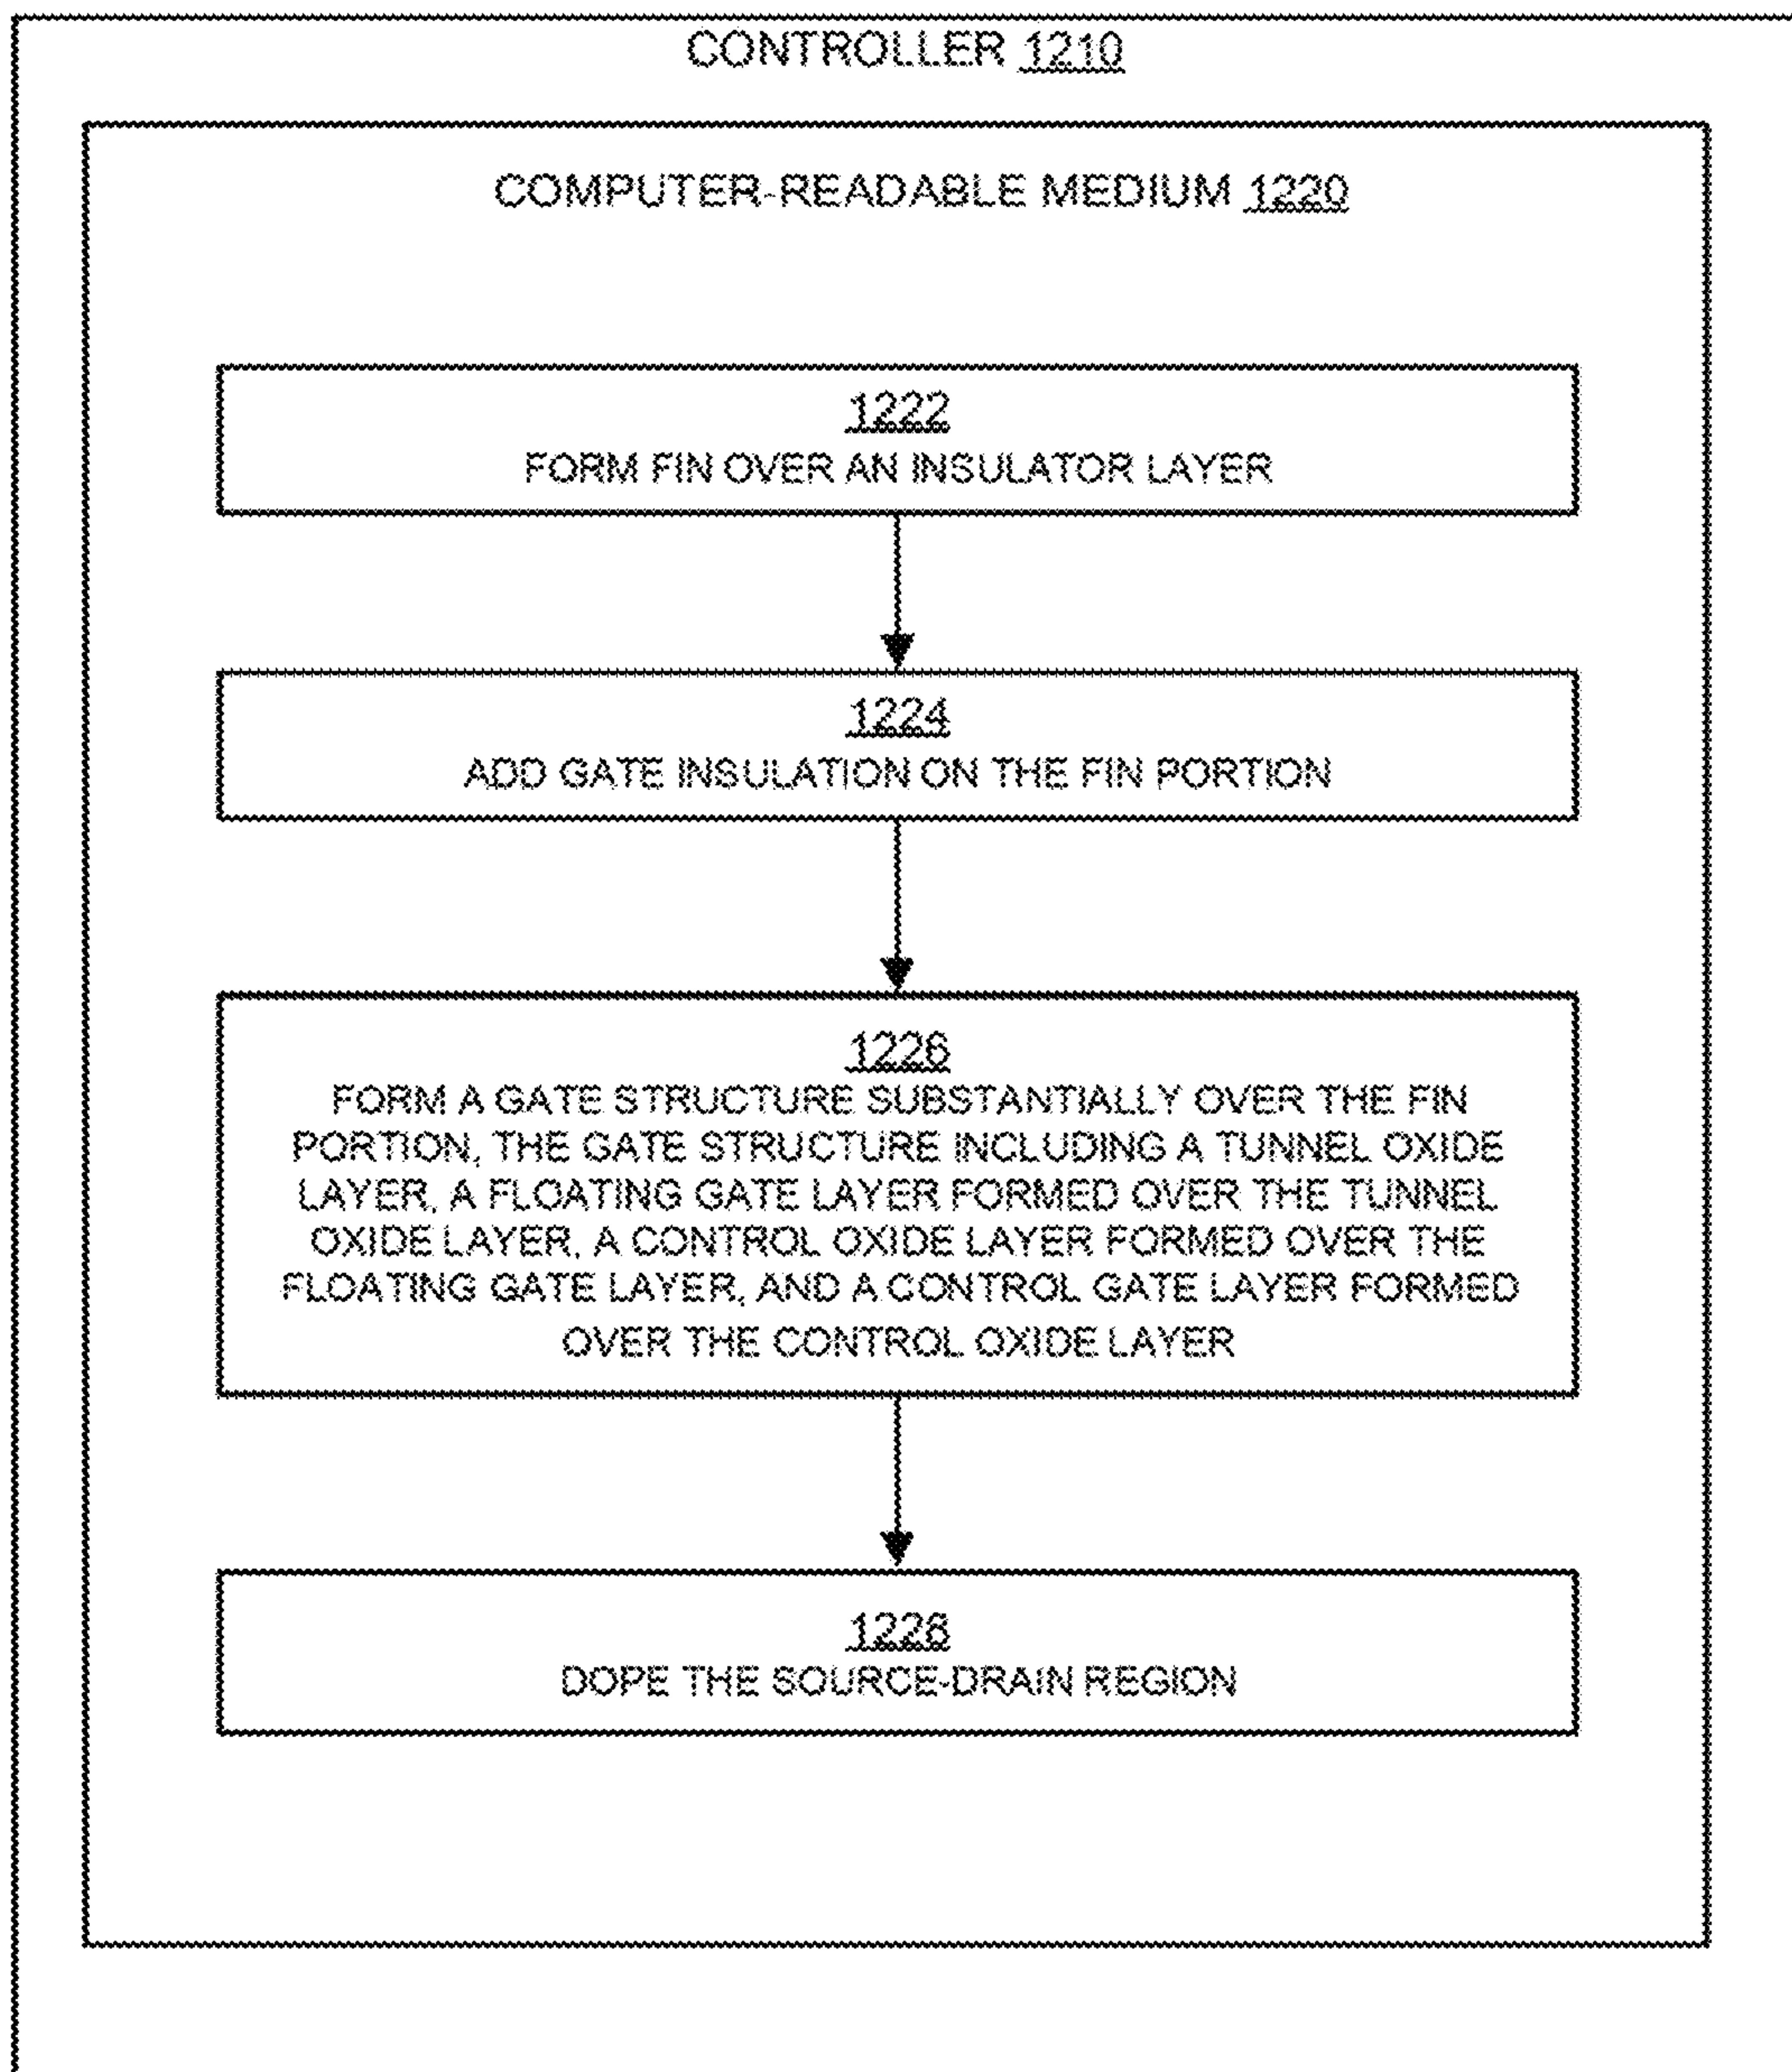 CONTROLLER 1210
COMPUTER-READABLE MEDIUM 1220
1222
FORM FIN OVER AN INSULATOR LAYER
1224
ADD GATE INSULATION ON THE FIN PORTION
1226
FORM A GATE STRUCTURE SUBSTANTIALLY OVER THE FIN
PORTION, THE GATE STRUCTURE INCLUDING A TUNNEL OXIDE
LAYER, A FLOATING GATE LAYER FORMED OVER THE TUNNEL
OXIDE LAYER, A CONTROL OXIDE LAYER FORMED OVER THE
FLOATING GATE LAYER, AND A CONTROL GATE LAYER FORMED
OVER THE CONTROL OXIDE LAYER
1228
DOPE THE SOURCE-DRAIN REGION